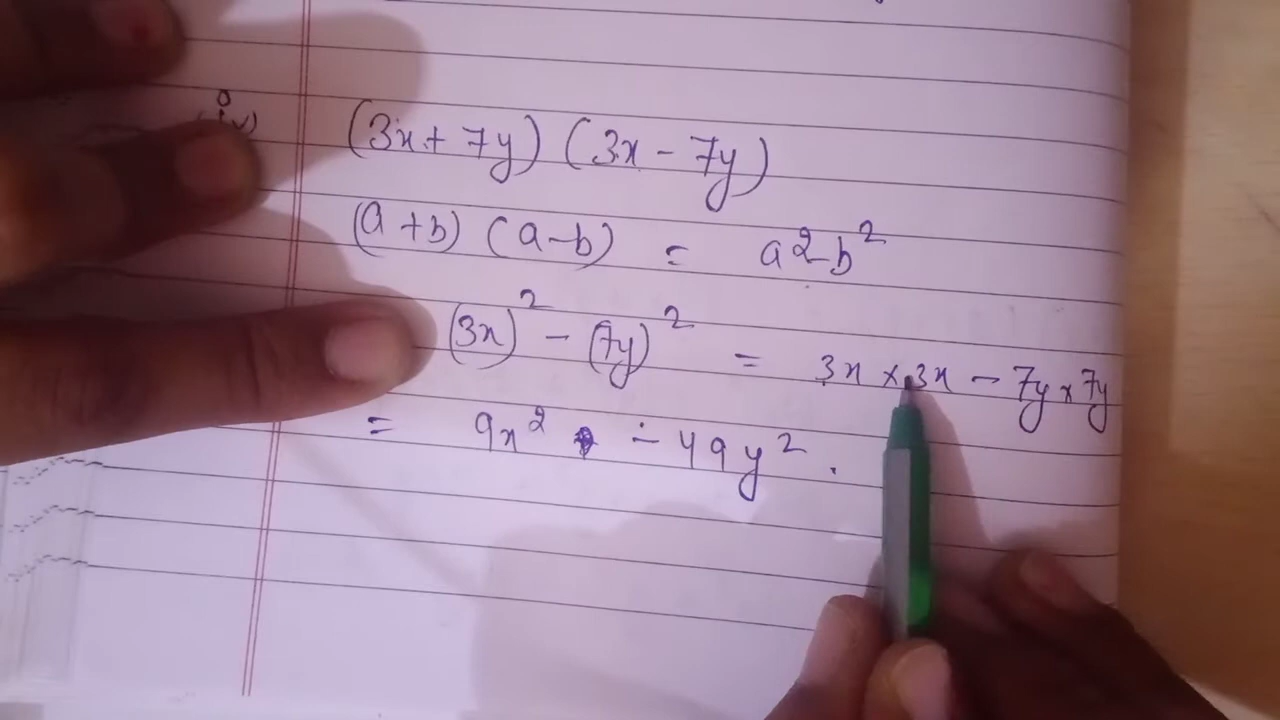 (iv) (3x + 7y) (3x - 7y)
(a + b) (a - b) = a² - b²
(3x)² - (7y)² = 3x × 3x - 7y × 7y
= 9x² - 49y².